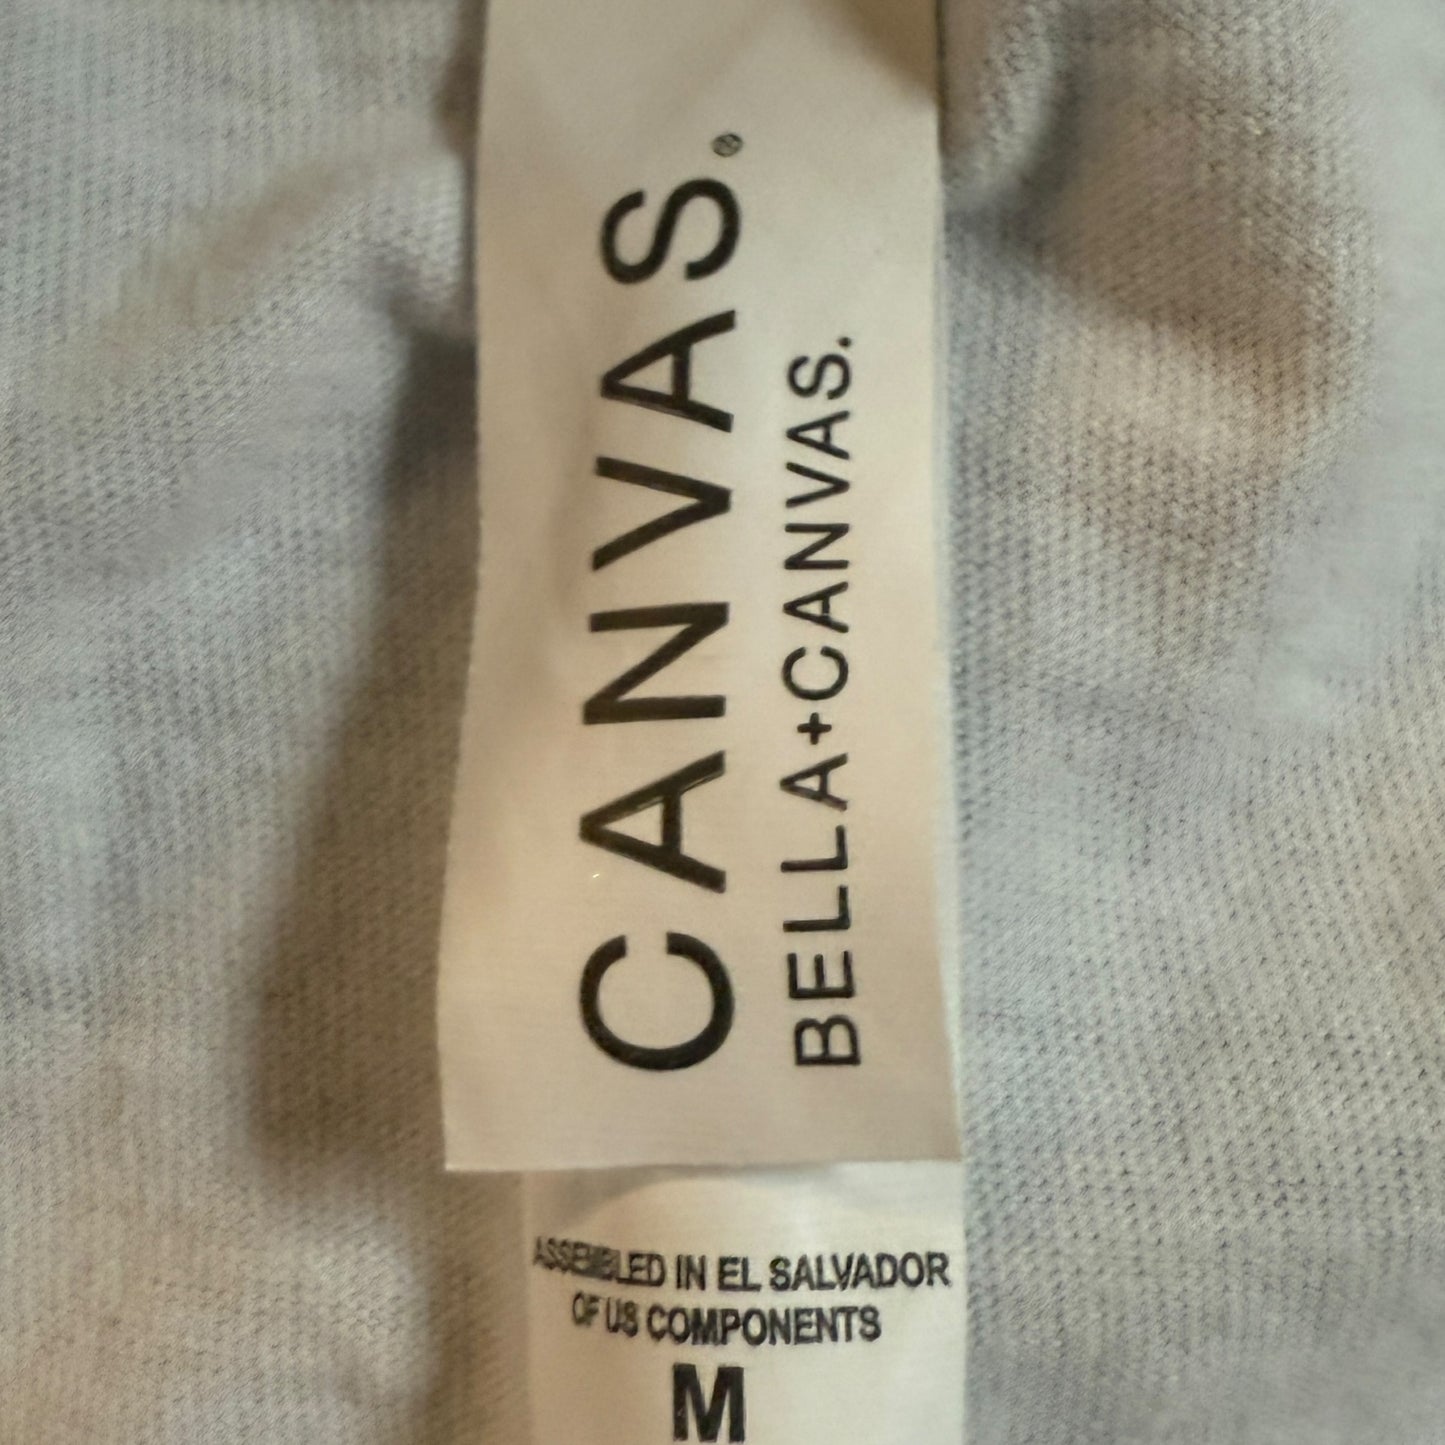 CANVAS.®
BELLA+CANVAS.
ASSEMBLED IN EL SALVADOR
OF US COMPONENTS
M